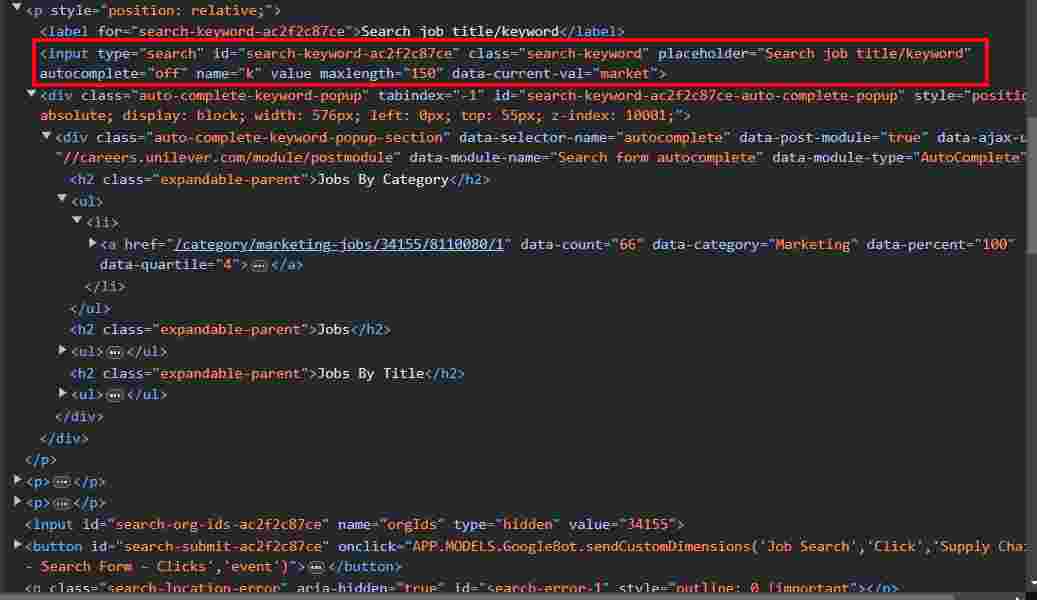 <p style="position: relative;">
<label for="search-keyword-ac2f2c87ce">Search job title/keyword</label>
<input type="search" id="search-keyword-ac2f2c87ce" class="search-keyword" placeholder="Search job title/keyword"
autocomplete="off" name="k" value maxlength="150" data-current-val="market">
<div class="auto-complete-keyword-popup" tabindex="-1" id="search-keyword-ac2f2c87ce-auto-complete-popup" style="positio
absolute; display: block; width: 576px; left: 0px; top: 55px; z-index: 10001;">
<div class="auto-complete-keyword-popup-section" data-selector-name="autocomplete" data-post-module="true" data-ajax-u
"//careers.unilever.com/module/postmodule" data-module-name="Search form autocomplete" data-module-type="AutoComplete"
<h2 class="expandable-parent">Jobs By Category</h2>
<ul>
<li>
<a href="/category/marketing-jobs/34155/8110080/1" data-count="66" data-category="Marketing" data-percent="100"
data-quartile="4">…</a>
</li>
</ul>
<h2 class="expandable-parent">Jobs</h2>
<ul>…</ul>
<h2 class="expandable-parent">Jobs By Title</h2>
<ul>…</ul>
</div>
</div>
</p>
<p>…</p>
<p>…</p>
<input id="search-org-ids-ac2f2c87ce" name="orgIds" type="hidden" value="34155">
<button id="search-submit-ac2f2c87ce" onclick="APP.MODELS.GoogleBot.sendCustomDimensions('Job Search','Click','Supply Chai
- Search Form - Clicks','event')">…</button>
<p class="search-location-error" aria-hidden="true" id="search-error-1" style="outline: 0 !important"></p>